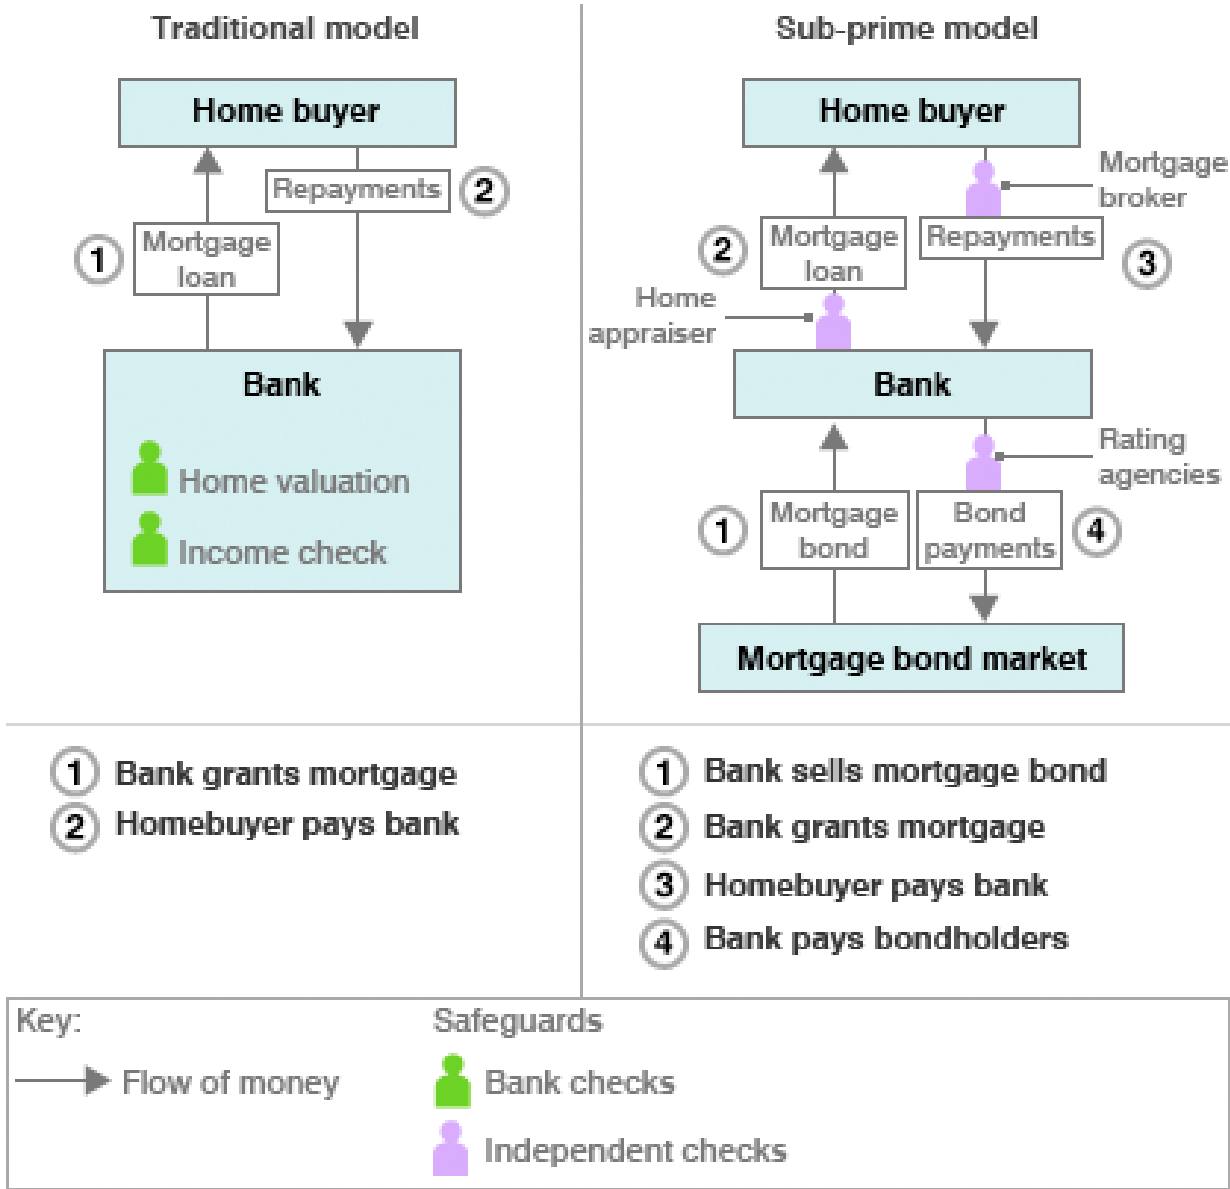 Traditional model
Home buyer
Repayments
2
1
Mortgage
loan
Bank
Home valuation
Income check
1 Bank grants mortgage
2 Homebuyer pays bank
Sub-prime model
Home buyer
Mortgage
broker
2
Mortgage
loan
Repayments
3
Home
appraiser
Bank
Rating
agencies
1
Mortgage
bond
Bond
payments
4
Mortgage bond market
1 Bank sells mortgage bond
2 Bank grants mortgage
3 Homebuyer pays bank
4 Bank pays bondholders
Key:
Flow of money
Safeguards
Bank checks
Independent checks